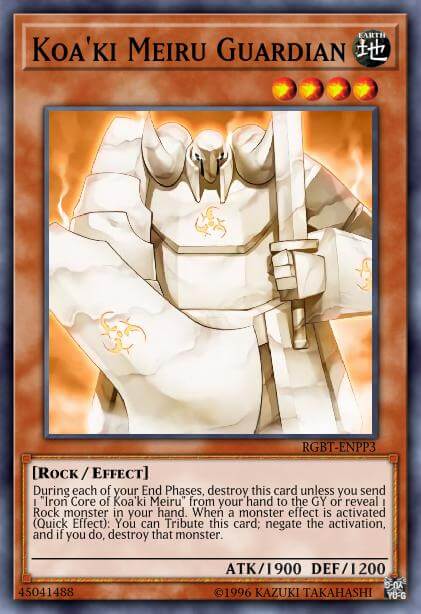 Koa'ki Meiru Guardian
EARTH
地
RGBT-ENPP3
[Rock / Effect]
During each of your End Phases, destroy this card unless you send
1 "Iron Core of Koa'ki Meiru" from your hand to the GY or reveal 1
Rock monster in your hand. When a monster effect is activated
(Quick Effect): You can Tribute this card; negate the activation,
and if you do, destroy that monster.
ATK/1900 DEF/1200
45041488
©1996 KAZUKI TAKAHASHI